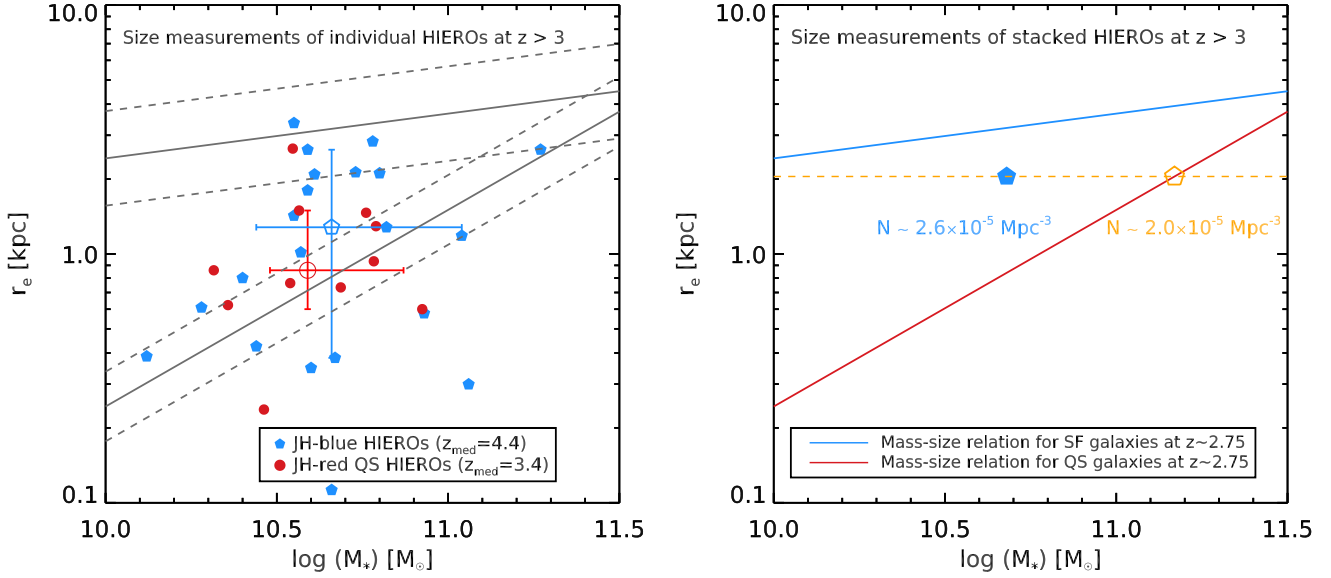 Size measurements of individual HIEROs at z > 3
10.0
1.0
0.1
r_e [kpc]
JH-blue HIEROs (z_med=4.4)
JH-red QS HIEROs (z_med=3.4)
10.0 10.5 11.0 11.5
log (M_*) [M_⊙]
Size measurements of stacked HIEROs at z > 3
10.0
1.0
0.1
r_e [kpc]
N ~ 2.6×10^-5 Mpc^-3
N ~ 2.0×10^-5 Mpc^-3
Mass-size relation for SF galaxies at z~2.75
Mass-size relation for QS galaxies at z~2.75
10.0 10.5 11.0 11.5
log (M_*) [M_⊙]